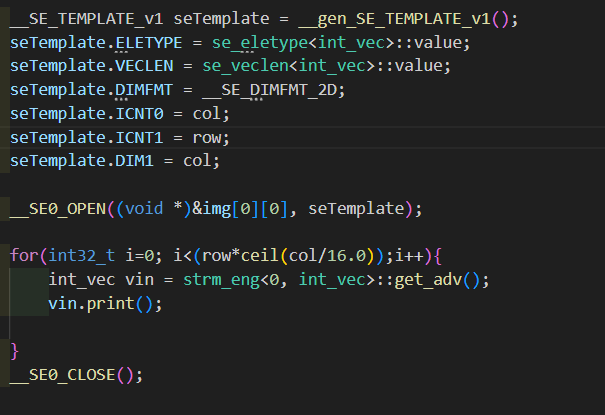 __SE_TEMPLATE_v1 seTemplate = __gen_SE_TEMPLATE_v1();
seTemplate.ELETYPE = se_eletype<int_vec>::value;
seTemplate.VECLEN = se_veclen<int_vec>::value;
seTemplate.DIMFMT = __SE_DIMFMT_2D;
seTemplate.ICNT0 = col;
seTemplate.ICNT1 = row;
seTemplate.DIM1 = col;
__SE0_OPEN((void *)&img[0][0], seTemplate);
for(int32_t i=0; i<(row*ceil(col/16.0));i++){
int_vec vin = strm_eng<0, int_vec>::get_adv();
vin.print();
}
__SE0_CLOSE();